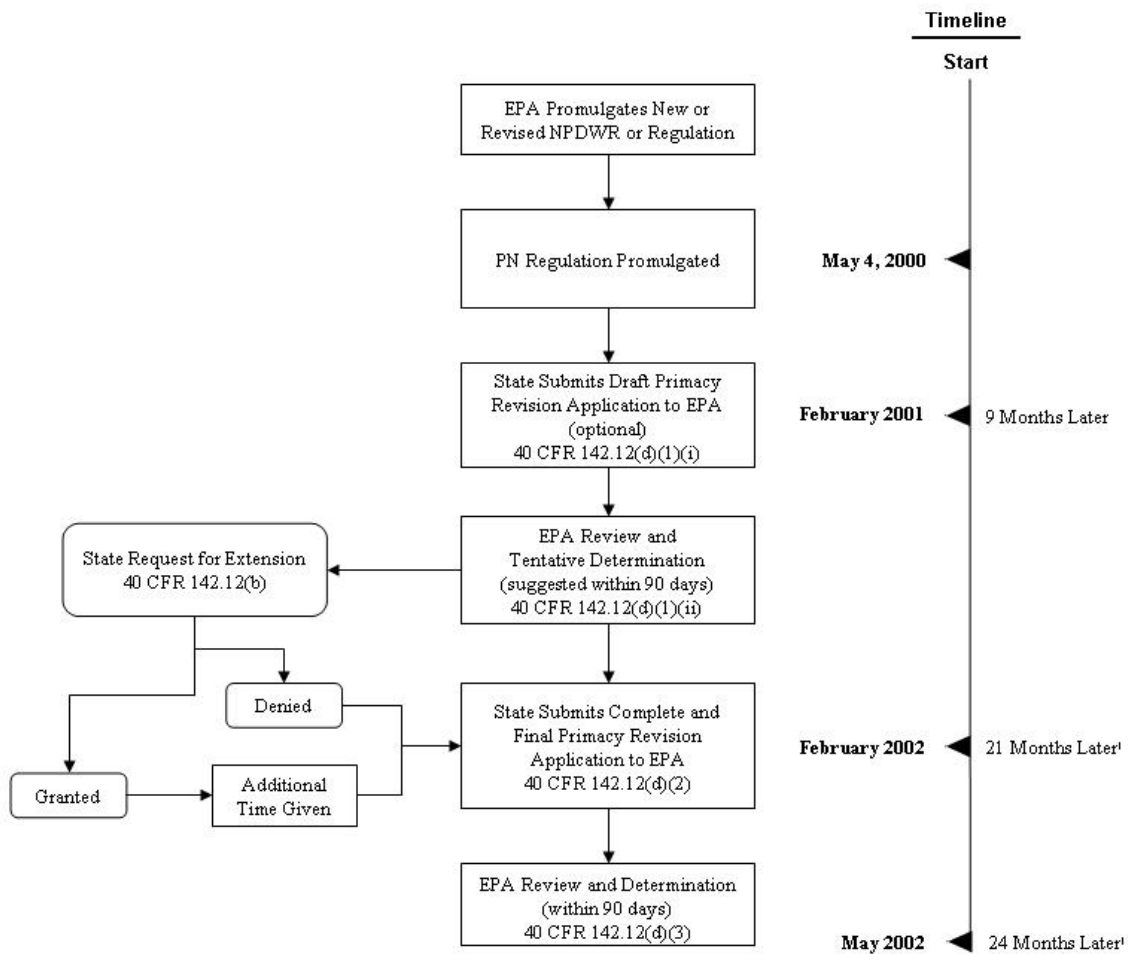 Timeline
Start
EPA Promulgates New or
Revised NPDWR or Regulation
PN Regulation Promulgated
May 4, 2000
State Submits Draft Primacy
Revision Application to EPA
(optional)
40 CFR 142.12(d)(1)(i)
February 2001
9 Months Later
EPA Review and
Tentative Determination
(suggested within 90 days)
40 CFR 142.12(d)(1)(ii)
State Request for Extension
40 CFR 142.12(b)
Denied
Granted
Additional
Time Given
State Submits Complete and
Final Primacy Revision
Application to EPA
40 CFR 142.12(d)(2)
February 2002
21 Months Later¹
EPA Review and Determination
(within 90 days)
40 CFR 142.12(d)(3)
May 2002
24 Months Later¹